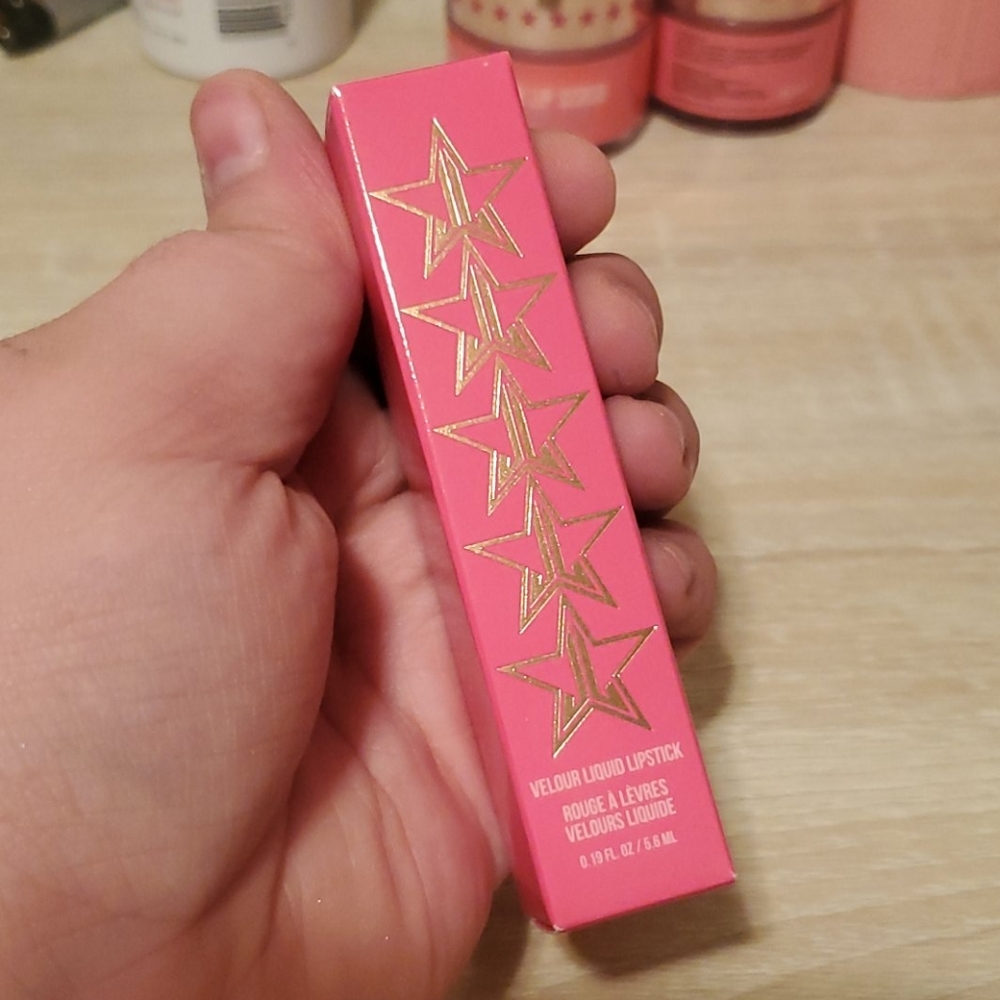 VELOUR LIQUID LIPSTICK
ROUGE À LÈVRES
VELOURS LIQUIDE
0.19 FL. OZ / 5.6 ML